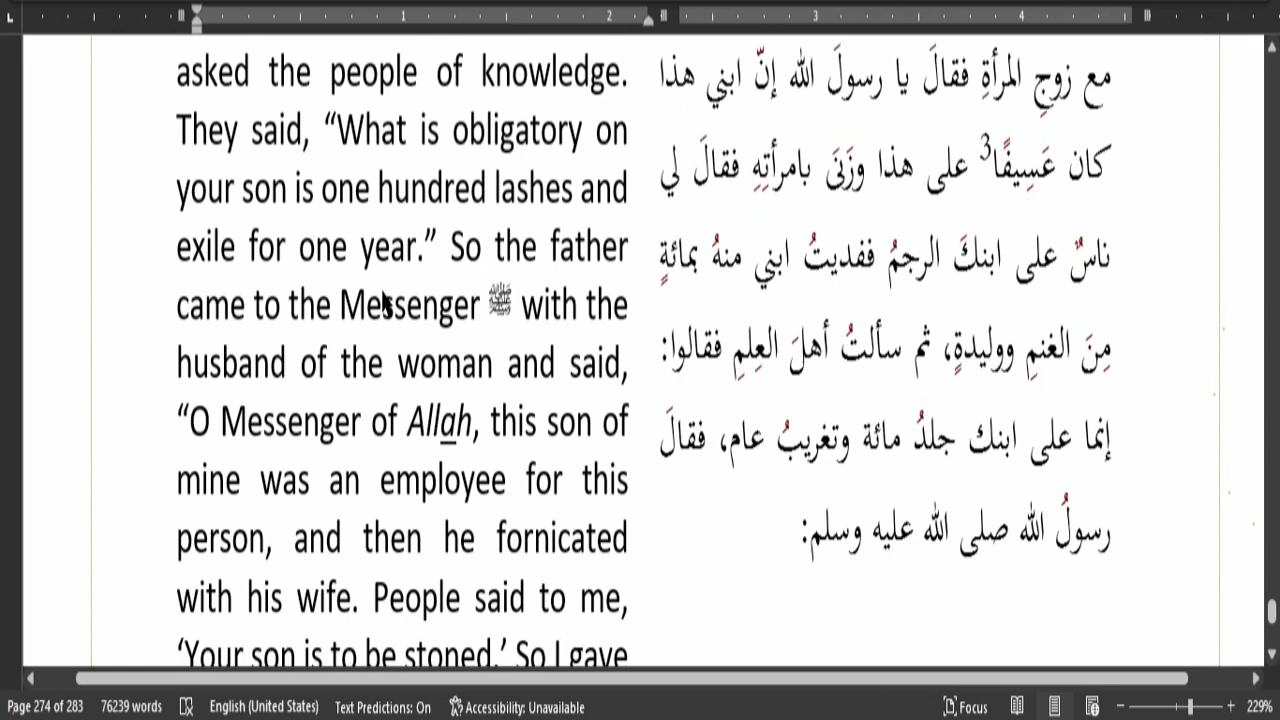 1 2 3 4
asked the people of knowledge.
They said, “What is obligatory on
your son is one hundred lashes and
exile for one year.” So the father
came to the Messenger ﷺ with the
husband of the woman and said,
“O Messenger of Allah, this son of
mine was an employee for this
person, and then he fornicated
with his wife. People said to me,
‘Your son is to be stoned.’ So I gave
مع زوجِ المرأةِ فقالَ يا رسولَ الله إنّ ابني هذا
كان عَسِيفًا3 على هذا وزَنَى بامرأتِهِ فقالَ لي
ناسٌ على ابنكَ الرجمُ ففديتُ ابني منهُ بمائةٍ
مِنَ الغنمِ ووليدةٍ، ثم سألتُ أهلَ العِلمِ فقالوا:
إنما على ابنك جلدُ مائة وتغريبُ عام، فقالَ
رسولُ الله صلى الله عليه وسلم:
Page 274 of 283 76239 words English (United States) Text Predictions: On Accessibility: Unavailable Focus 229%